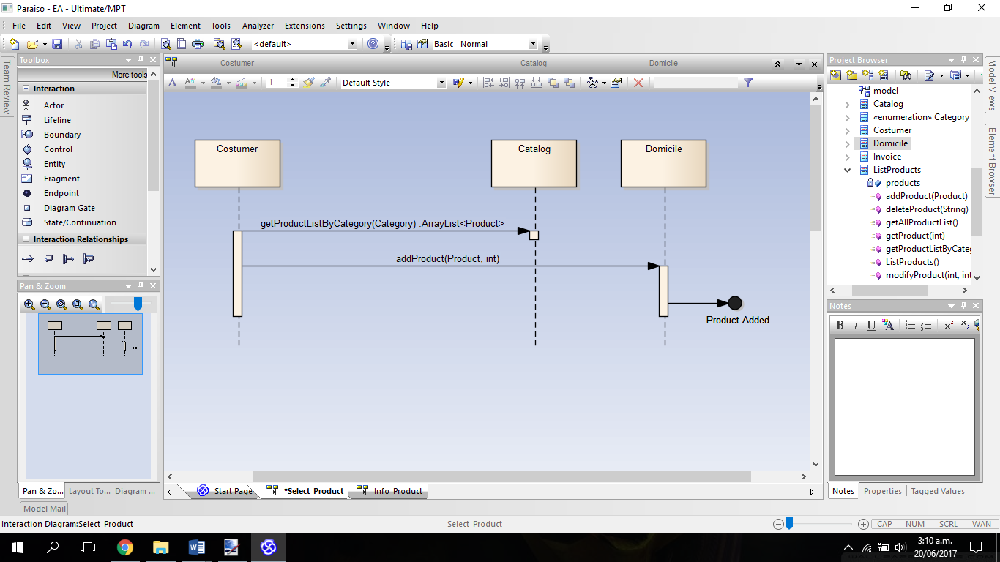 Paraiso - EA - Ultimate/MPT
File Edit View Project Diagram Element Tools Analyzer Extensions Settings Window Help
<default>
Basic - Normal
Team Review
Toolbox
More tools
Interaction
Actor
Lifeline
Boundary
Control
Entity
Fragment
Endpoint
Diagram Gate
State/Continuation
Interaction Relationships
Pan & Zoom
Pan & Zo... Layout To... Diagram ...
Model Mail
Costumer Catalog Domicile
1
Default Style
Costumer
Catalog
Domicile
getProductListByCategory(Category) :ArrayList<Product>
addProduct(Product, int)
Product Added
Start Page
*Select_Product
Info_Product
Project Browser
model
Catalog
«enumeration» Category
Costumer
Domicile
Invoice
ListProducts
products
addProduct(Product)
deleteProduct(String)
getAllProductList()
getProduct(int)
getProductListByCate
ListProducts()
modifyProduct(int, int
Notes
B I U A
Notes Properties Tagged Values
Model Views
Element Browser
Interaction Diagram:Select_Product
Select_Product
CAP NUM SCRL WAN
3:10 a.m.
20/06/2017